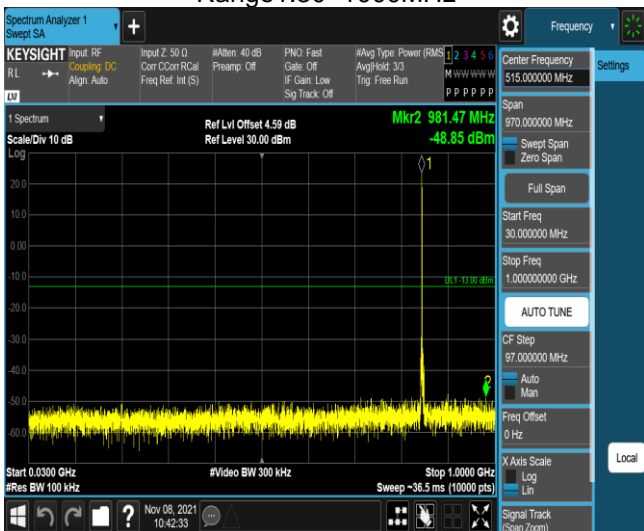 Range1:30~1000MHz
Spectrum Analyzer 1
Swept SA
+
Frequency
KEYSIGHT
Input: RF
Input Z: 50 Ω
#Atten: 40 dB
PNO: Fast
#Avg Type: Power (RMS
1 2 3 4 5 6
RL
Coupling: DC
Corr CCorr RCal
Preamp: Off
Gate: Off
Avg|Hold: 3/3
M W W W W W
Align: Auto
Freq Ref: Int (S)
IF Gain: Low
Trig: Free Run
Sig Track: Off
P P P P P P
LXI
1 Spectrum
Ref Lvl Offset 4.59 dB
Mkr2 981.47 MHz
Scale/Div 10 dB
Ref Level 30.00 dBm
-48.85 dBm
Log
1
20.0
10.0
0.00
-10.0
DL1 -13.00 dBm
-20.0
-30.0
-40.0
2
-50.0
-60.0
Start 0.0300 GHz
#Video BW 300 kHz
Stop 1.0000 GHz
#Res BW 100 kHz
Sweep ~36.5 ms (10000 pts)
?
Nov 08, 2021
10:42:33
Center Frequency
515.000000 MHz
Settings
Span
970.000000 MHz
Swept Span
Zero Span
Full Span
Start Freq
30.000000 MHz
Stop Freq
1.000000000 GHz
AUTO TUNE
CF Step
97.000000 MHz
Auto
Man
Freq Offset
0 Hz
X Axis Scale
Log
Lin
Local
Signal Track
(Span Zoom)